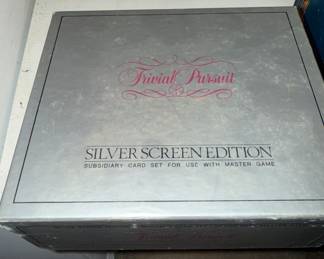 Trivial Pursuit
SILVER SCREEN EDITION
SUBSIDIARY CARD SET FOR USE WITH MASTER GAME